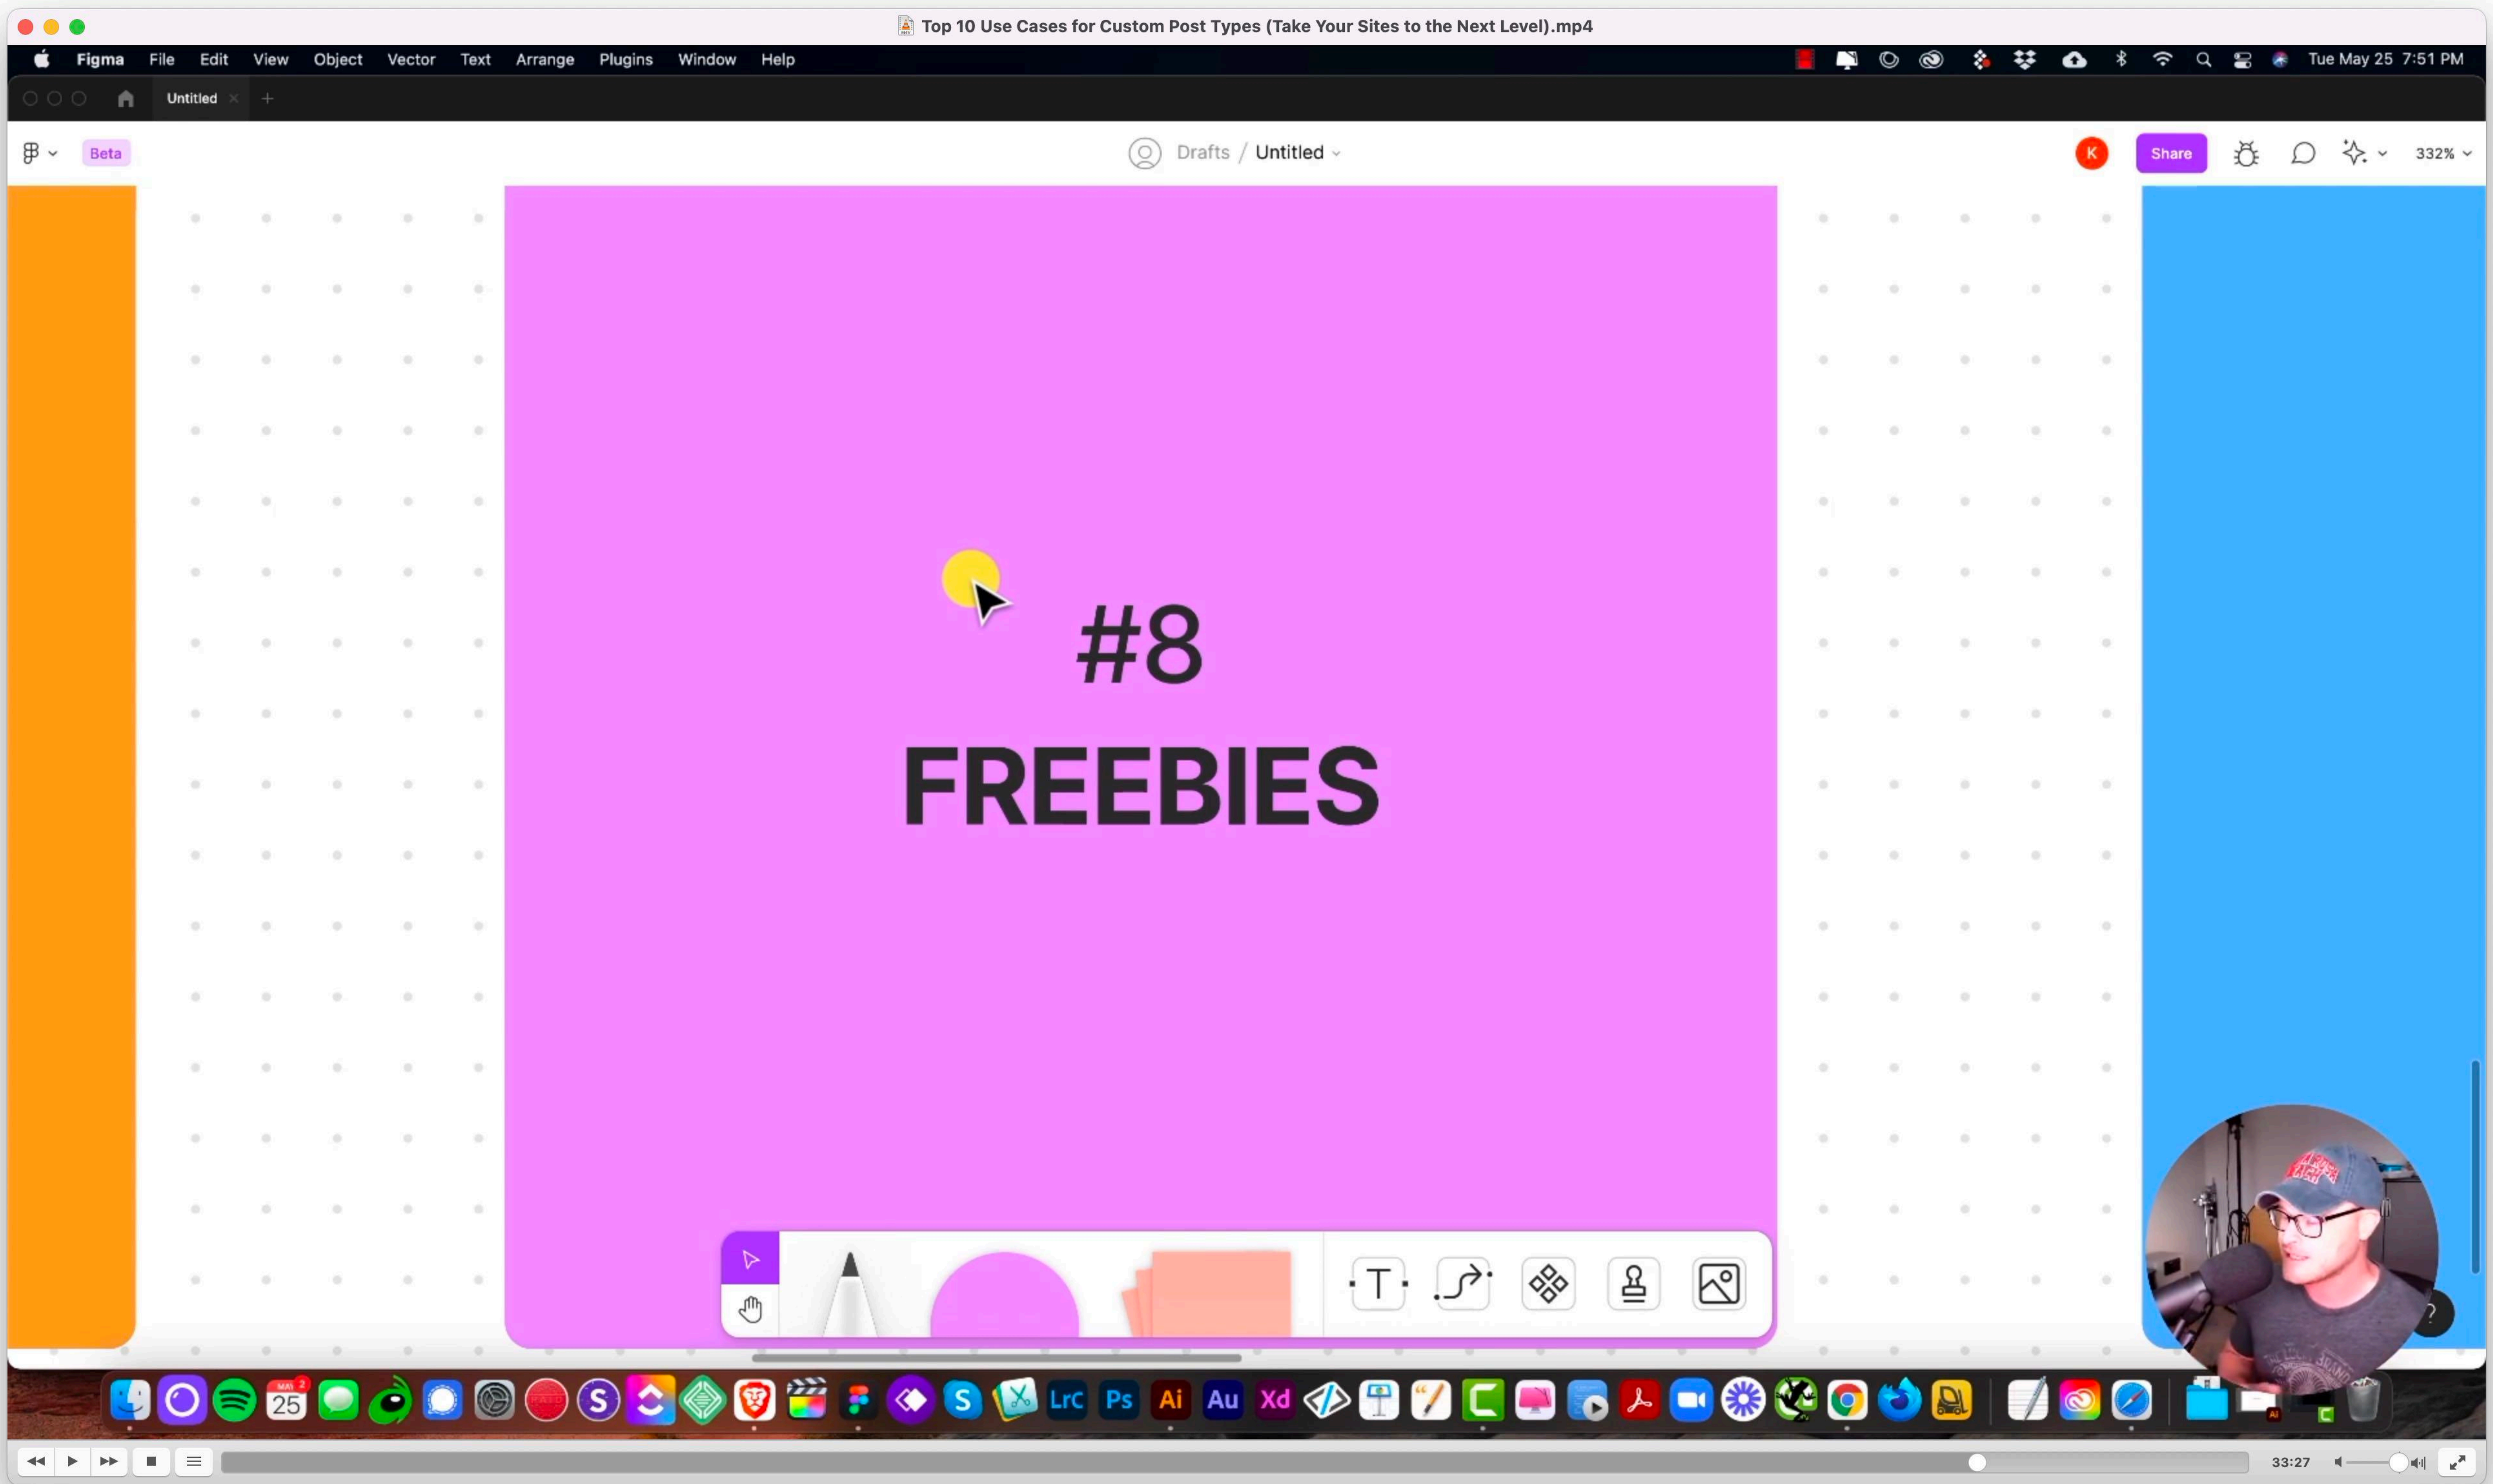 Top 10 Use Cases for Custom Post Types (Take Your Sites to the Next Level).mp4
Figma File Edit View Object Vector Text Arrange Plugins Window Help Tue May 25 7:51 PM
Untitled
Beta Drafts / Untitled K Share 332%
#8
FREEBIES
T
?
MAY 2
25 S S LrC Ps Ai Au Xd
33:27